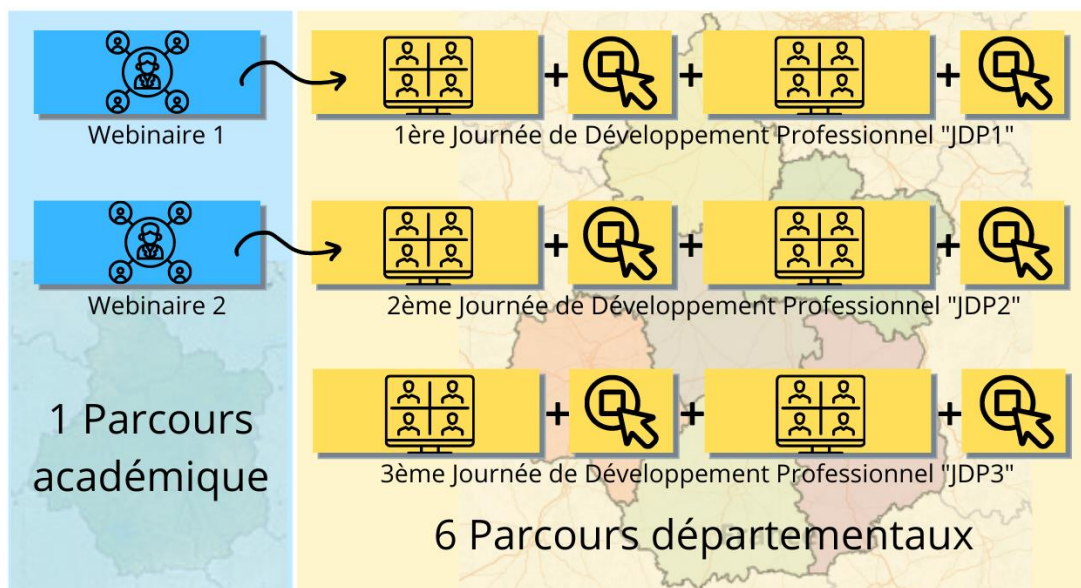 Webinaire 1
1ère Journée de Développement Professionnel "JDP1"
Webinaire 2
2ème Journée de Développement Professionnel "JDP2"
1 Parcours
académique
3ème Journée de Développement Professionnel "JDP3"
6 Parcours départementaux